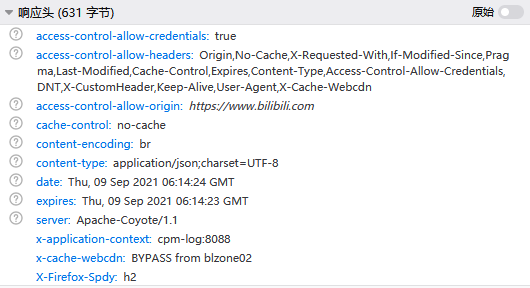 响应头 (631 字节)
原始
access-control-allow-credentials: true
access-control-allow-headers: Origin,No-Cache,X-Requested-With,If-Modified-Since,Prag
ma,Last-Modified,Cache-Control,Expires,Content-Type,Access-Control-Allow-Credentials,
DNT,X-CustomHeader,Keep-Alive,User-Agent,X-Cache-Webcdn
access-control-allow-origin: https://www.bilibili.com
cache-control: no-cache
content-encoding: br
content-type: application/json;charset=UTF-8
date: Thu, 09 Sep 2021 06:14:24 GMT
expires: Thu, 09 Sep 2021 06:14:23 GMT
server: Apache-Coyote/1.1
x-application-context: cpm-log:8088
x-cache-webcdn: BYPASS from blzone02
X-Firefox-Spdy: h2